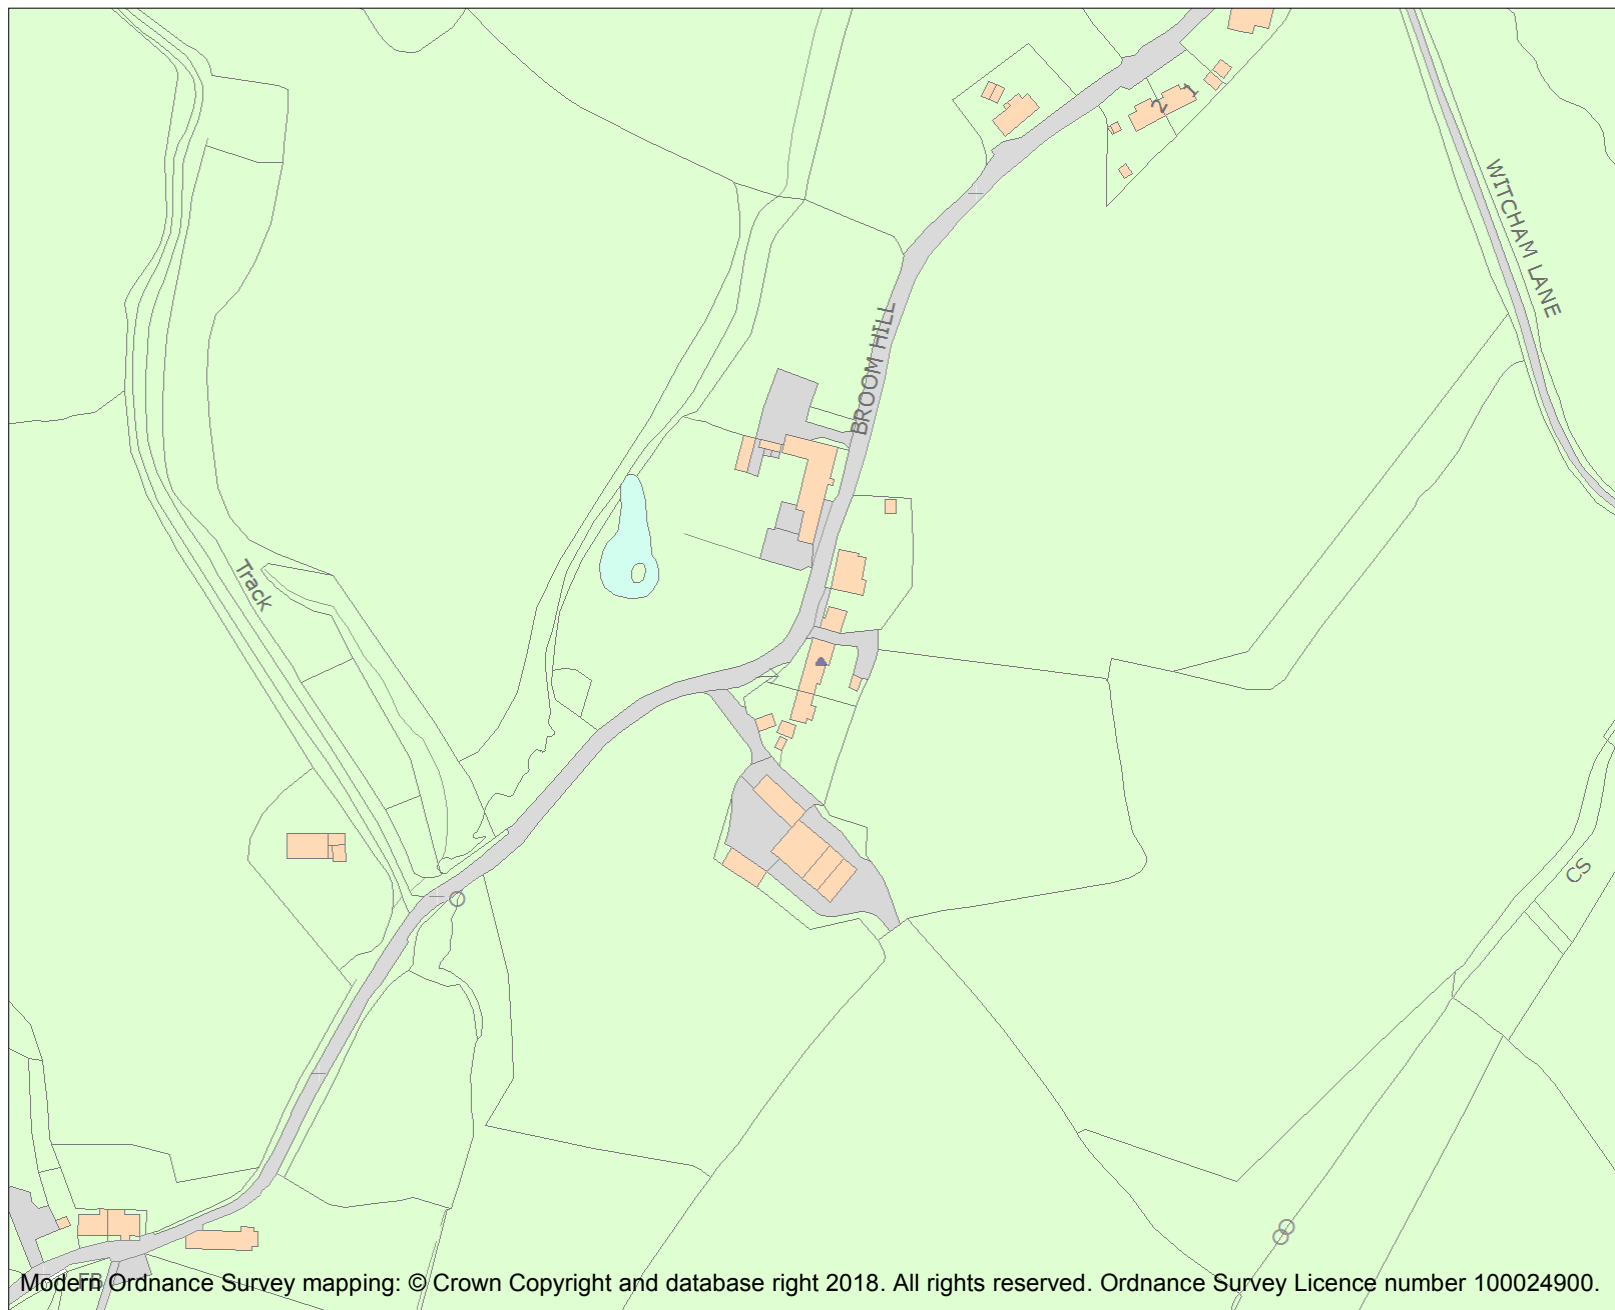 2 1
WITCHAM LANE
BROOM HILL
Track
CS
FB
Modern Ordnance Survey mapping: © Crown Copyright and database right 2018. All rights reserved. Ordnance Survey Licence number 100024900.